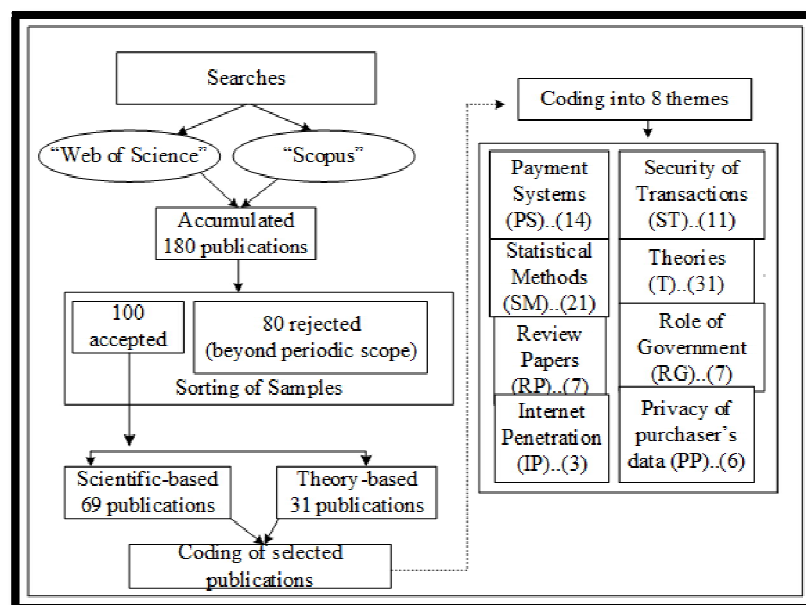 Searches
“Web of Science”
“Scopus”
Accumulated
180 publications
100
accepted
80 rejected
(beyond periodic scope)
Sorting of Samples
Scientific-based
69 publications
Theory-based
31 publications
Coding of selected
publications
Coding into 8 themes
Payment
Systems
(PS)..(14)
Security of
Transactions
(ST)..(11)
Statistical
Methods
(SM)..(21)
Theories
(T)..(31)
Review
Papers
(RP)..(7)
Role of
Government
(RG)..(7)
Internet
Penetration
(IP)..(3)
Privacy of
purchaser’s
data (PP)..(6)